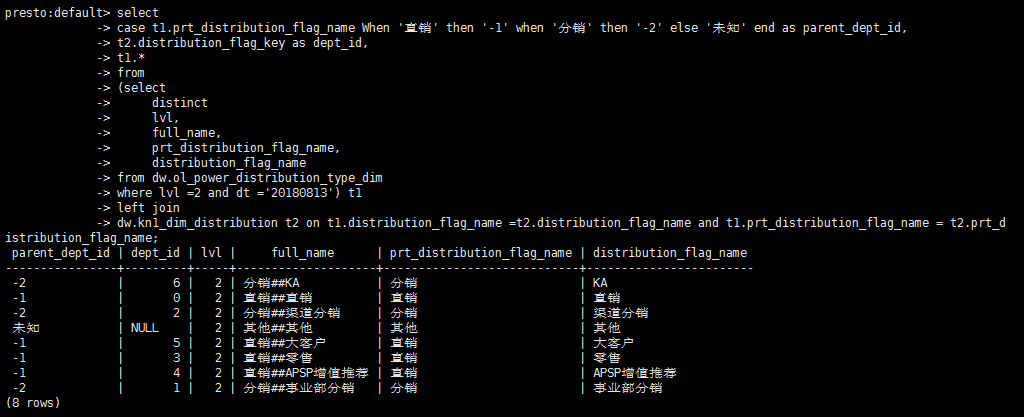 presto:default> select
             -> case t1.prt_distribution_flag_name When '直销' then '-1' when '分销' then '-2' else '未知' end as parent_dept_id,
             -> t2.distribution_flag_key as dept_id,
             -> t1.*
             -> from
             -> (select
             ->      distinct
             ->      lvl,
             ->      full_name,
             ->      prt_distribution_flag_name,
             ->      distribution_flag_name
             -> from dw.ol_power_distribution_type_dim
             -> where lvl =2 and dt ='20180813') t1
             -> left join
             -> dw.knl_dim_distribution t2 on t1.distribution_flag_name =t2.distribution_flag_name and t1.prt_distribution_flag_name = t2.prt_d
istribution_flag_name;
 parent_dept_id | dept_id | lvl |     full_name     | prt_distribution_flag_name | distribution_flag_name
----------------+---------+-----+-------------------+----------------------------+------------------------
 -2             |       6 |   2 | 分销##KA          | 分销                       | KA
 -1             |       0 |   2 | 直销##直销        | 直销                       | 直销
 -2             |       2 |   2 | 分销##渠道分销    | 分销                       | 渠道分销
 未知           | NULL    |   2 | 其他##其他        | 其他                       | 其他
 -1             |       5 |   2 | 直销##大客户      | 直销                       | 大客户
 -1             |       3 |   2 | 直销##零售        | 直销                       | 零售
 -1             |       4 |   2 | 直销##APSP增值推荐 | 直销                       | APSP增值推荐
 -2             |       1 |   2 | 分销##事业部分销  | 分销                       | 事业部分销
(8 rows)